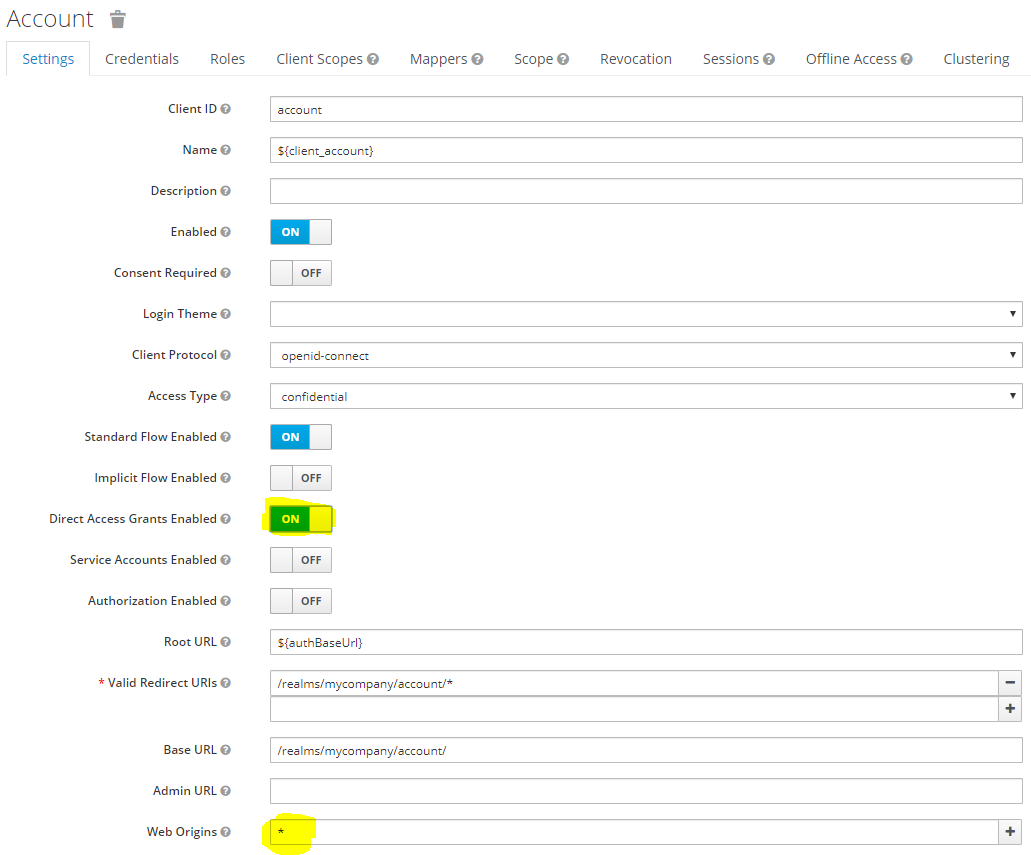 Account
Settings Credentials Roles Client Scopes Mappers Scope Revocation Sessions Offline Access Clustering
Client ID account
Name ${client_account}
Description
Enabled ON
Consent Required OFF
Login Theme
Client Protocol openid-connect
Access Type confidential
Standard Flow Enabled ON
Implicit Flow Enabled OFF
Direct Access Grants Enabled ON
Service Accounts Enabled OFF
Authorization Enabled OFF
Root URL ${authBaseUrl}
* Valid Redirect URIs /realms/mycompany/account/*
Base URL /realms/mycompany/account/
Admin URL
Web Origins *